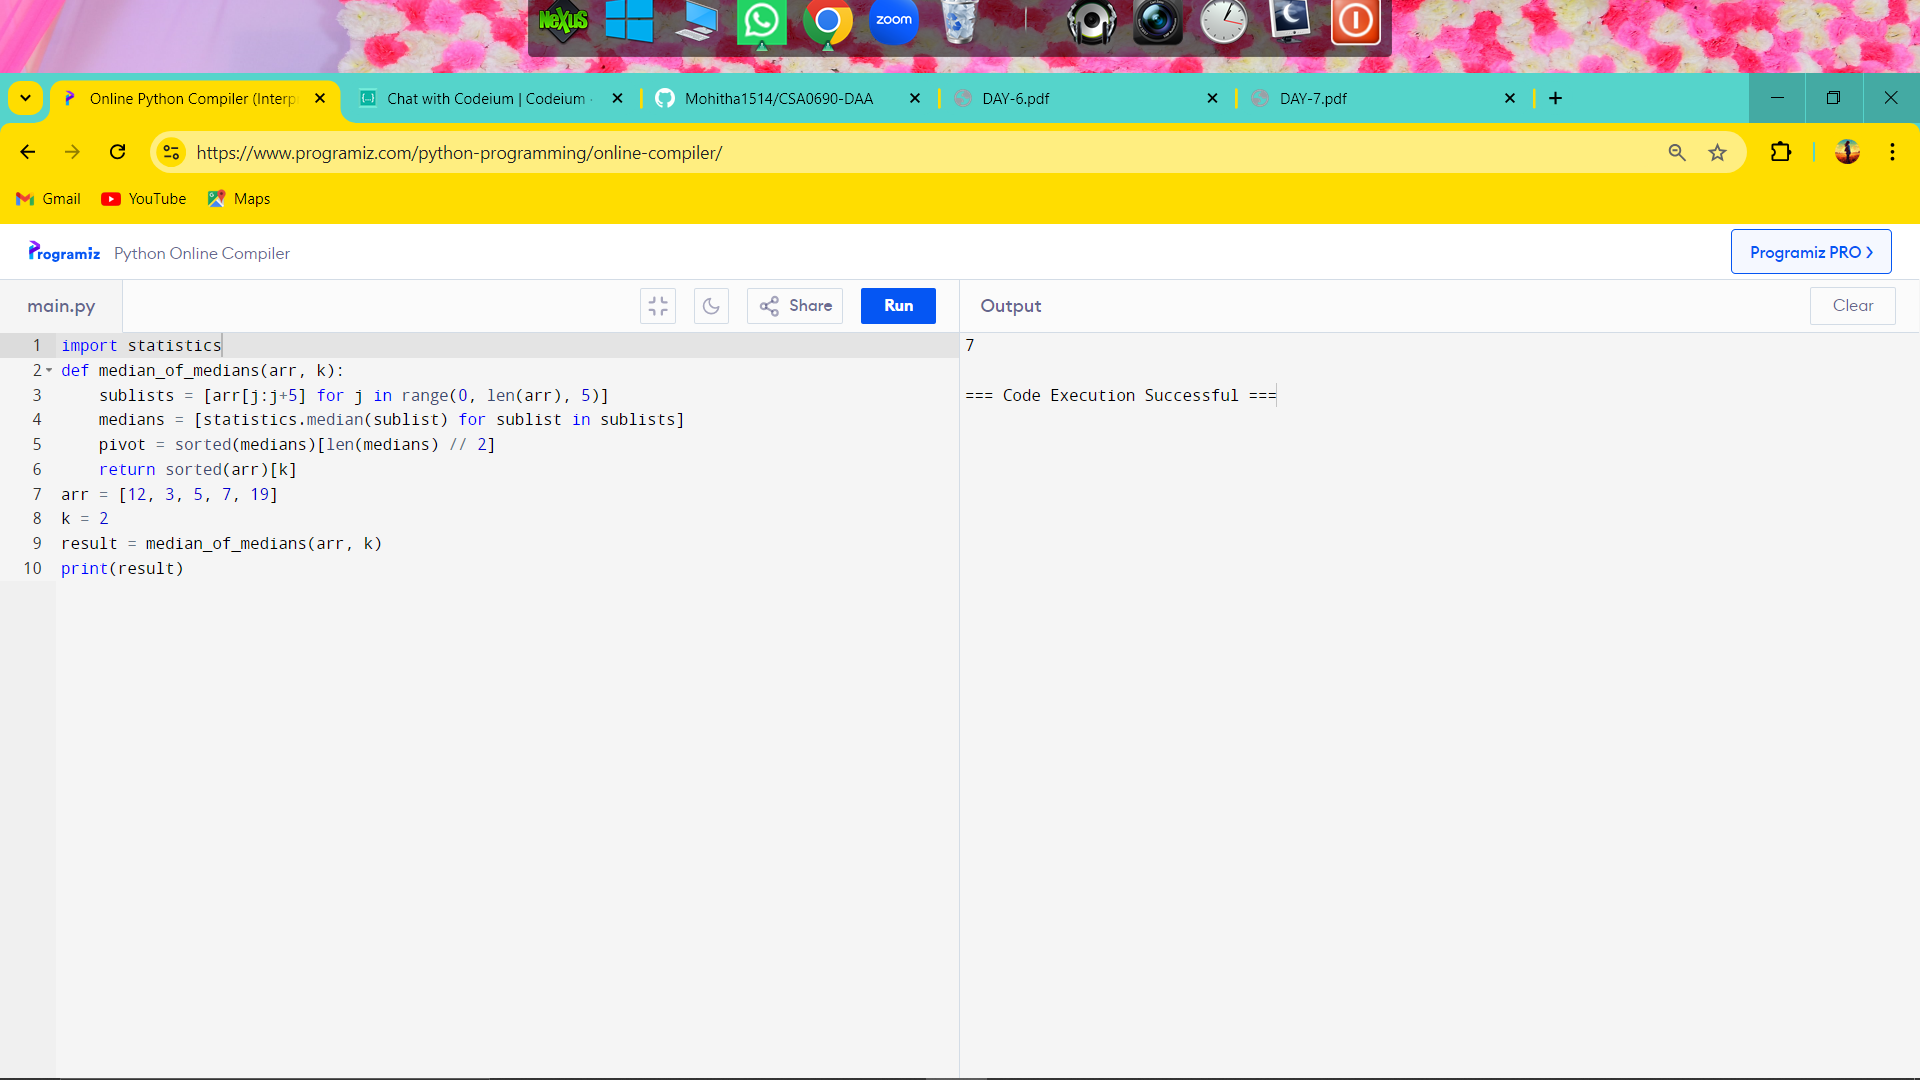 NeXuS
zoom
Online Python Compiler (Interp
Chat with Codeium | Codeium
Mohitha1514/CSA0690-DAA
DAY-6.pdf
DAY-7.pdf
https://www.programiz.com/python-programming/online-compiler/
Gmail
YouTube
Maps
Programiz
Python Online Compiler
Programiz PRO
main.py
Share
Run
Output
Clear
1 import statistics
2 def median_of_medians(arr, k):
3 sublists = [arr[j:j+5] for j in range(0, len(arr), 5)]
4 medians = [statistics.median(sublist) for sublist in sublists]
5 pivot = sorted(medians)[len(medians) // 2]
6 return sorted(arr)[k]
7 arr = [12, 3, 5, 7, 19]
8 k = 2
9 result = median_of_medians(arr, k)
10 print(result)
7
=== Code Execution Successful ===